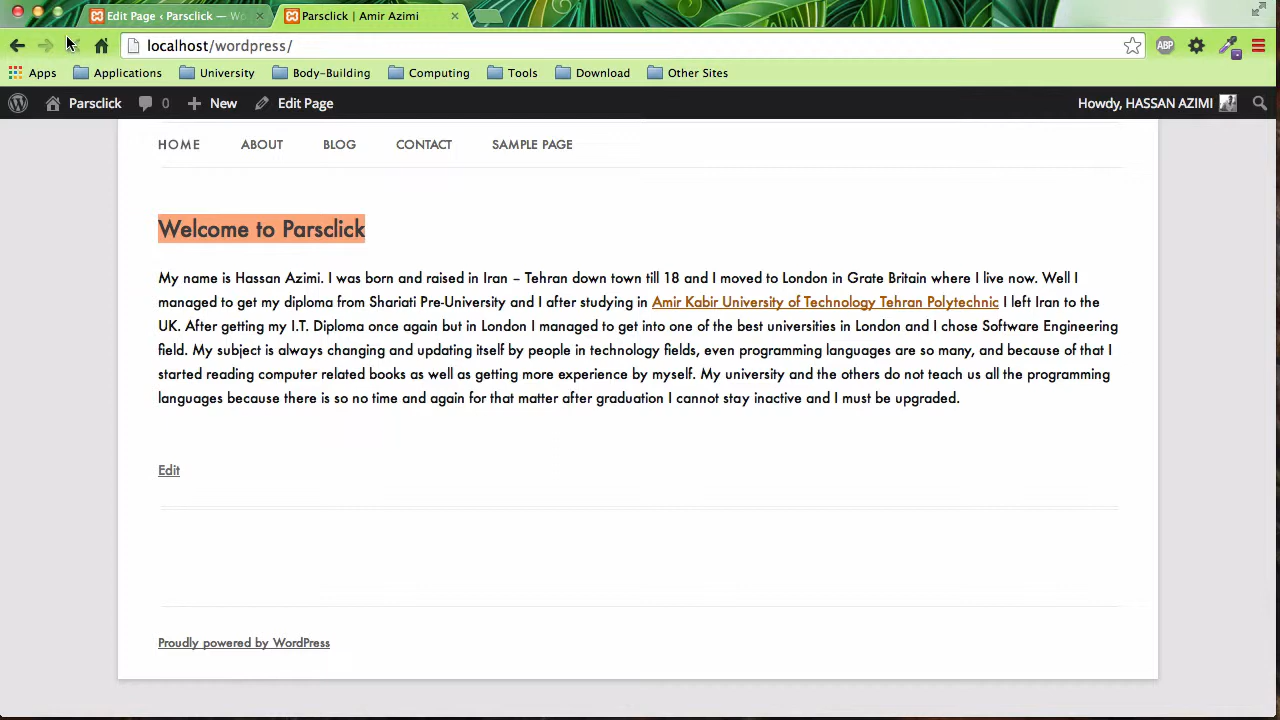 Edit Page ‹ Parsclick — Wo
Parsclick | Amir Azimi
localhost/wordpress/
ABP
Apps Applications University Body-Building Computing Tools Download Other Sites
Parsclick 0 New Edit Page Howdy, HASSAN AZIMI
HOME ABOUT BLOG CONTACT SAMPLE PAGE
Welcome to Parsclick
My name is Hassan Azimi. I was born and raised in Iran – Tehran down town till 18 and I moved to London in Grate Britain where I live now. Well I
managed to get my diploma from Shariati Pre-University and I after studying in Amir Kabir University of Technology Tehran Polytechnic I left Iran to the
UK. After getting my I.T. Diploma once again but in London I managed to get into one of the best universities in London and I chose Software Engineering
field. My subject is always changing and updating itself by people in technology fields, even programming languages are so many, and because of that I
started reading computer related books as well as getting more experience by myself. My university and the others do not teach us all the programming
languages because there is so no time and again for that matter after graduation I cannot stay inactive and I must be upgraded.
Edit
Proudly powered by WordPress